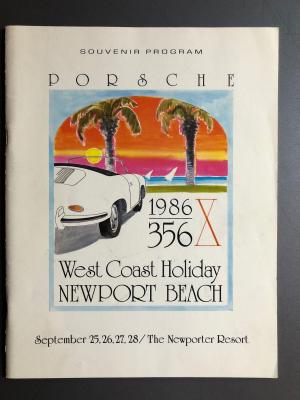 SOUVENIR PROGRAM
PORSCHE
1986
356 X
West Coast Holiday
NEWPORT BEACH
September 25, 26, 27, 28/ The Newporter Resort